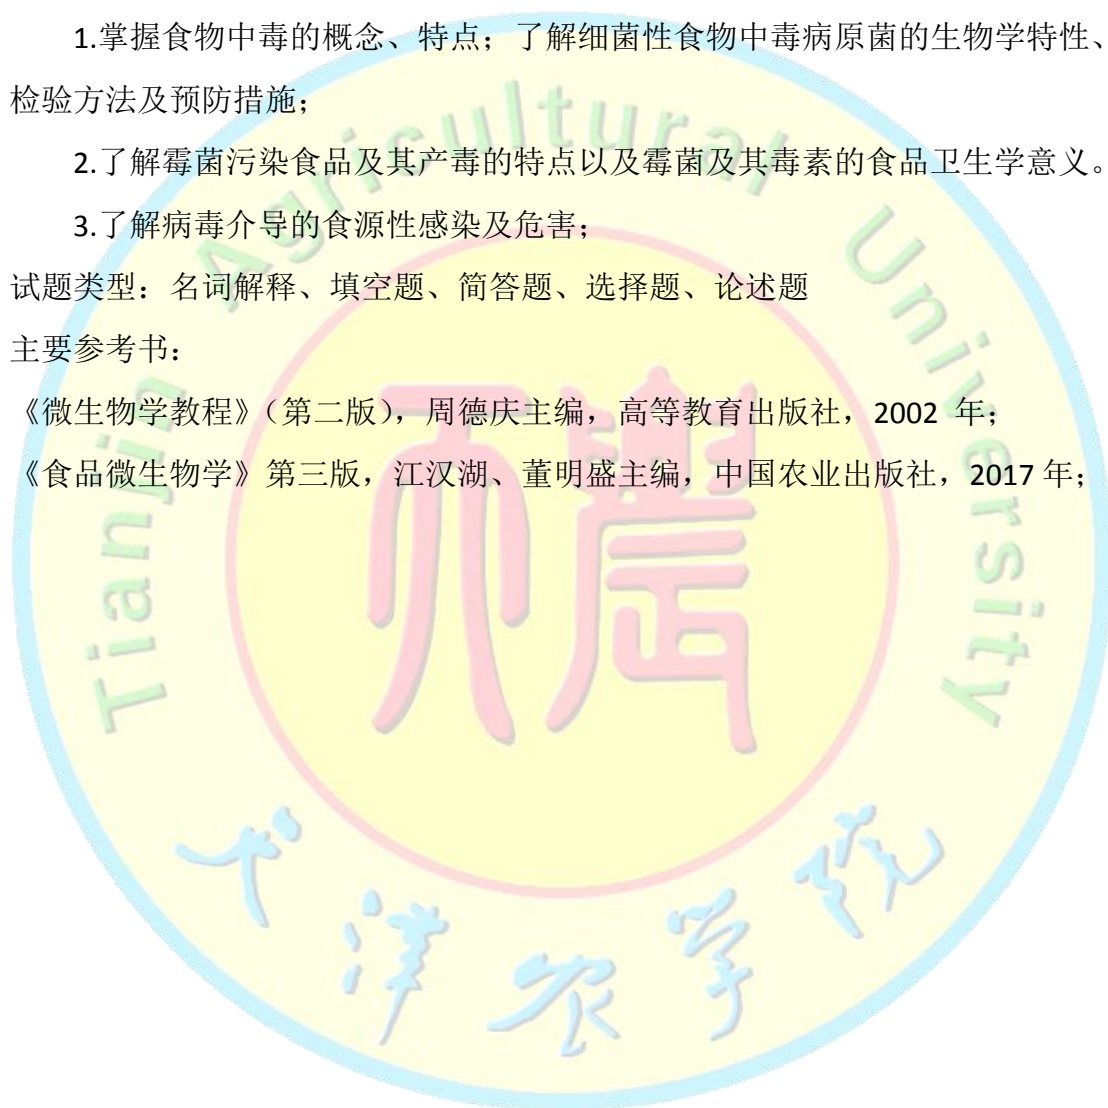 1.掌握食物中毒的概念、特点；了解细菌性食物中毒病原菌的生物学特性、
检验方法及预防措施；
2.了解霉菌污染食品及其产毒的特点以及霉菌及其毒素的食品卫生学意义。
3.了解病毒介导的食源性感染及危害；
试题类型：名词解释、填空题、简答题、选择题、论述题
主要参考书：
《微生物学教程》（第二版），周德庆主编，高等教育出版社，2002 年；
《食品微生物学》第三版，江汉湖、董明盛主编，中国农业出版社，2017 年；
Tianjin Agricultural University
天津农学院